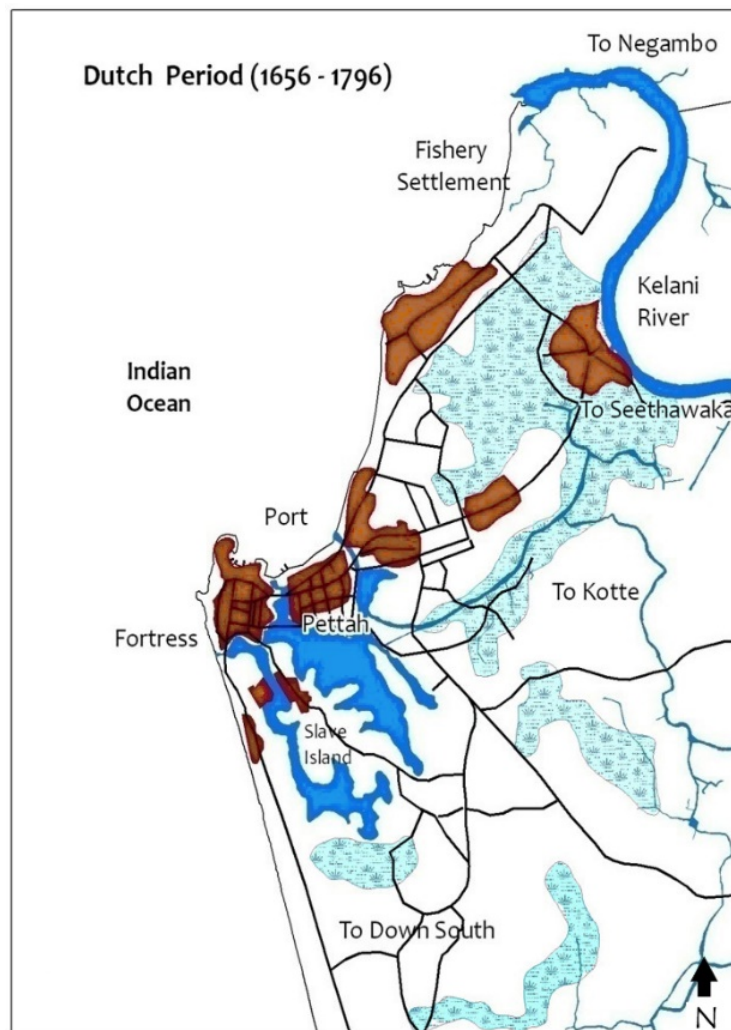 To Negambo
Dutch Period (1656 - 1796)
Fishery
Settlement
Kelani
River
Indian
Ocean
To Seethawaka
Port
To Kotte
Pettah
Fortress
Slave
Island
To Down South
N